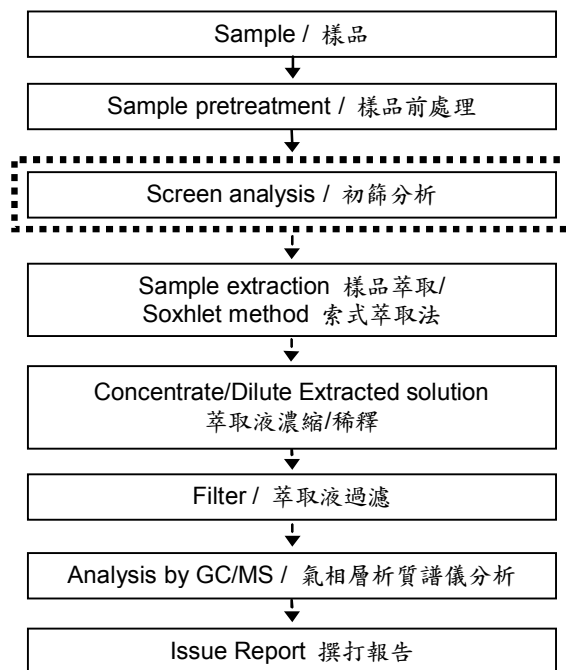 Sample / 樣品
Sample pretreatment / 樣品前處理
Screen analysis / 初篩分析
Sample extraction 樣品萃取/
Soxhlet method 索式萃取法
Concentrate/Dilute Extracted solution
萃取液濃縮/稀釋
Filter / 萃取液過濾
Analysis by GC/MS / 氣相層析質譜儀分析
Issue Report 撰打報告